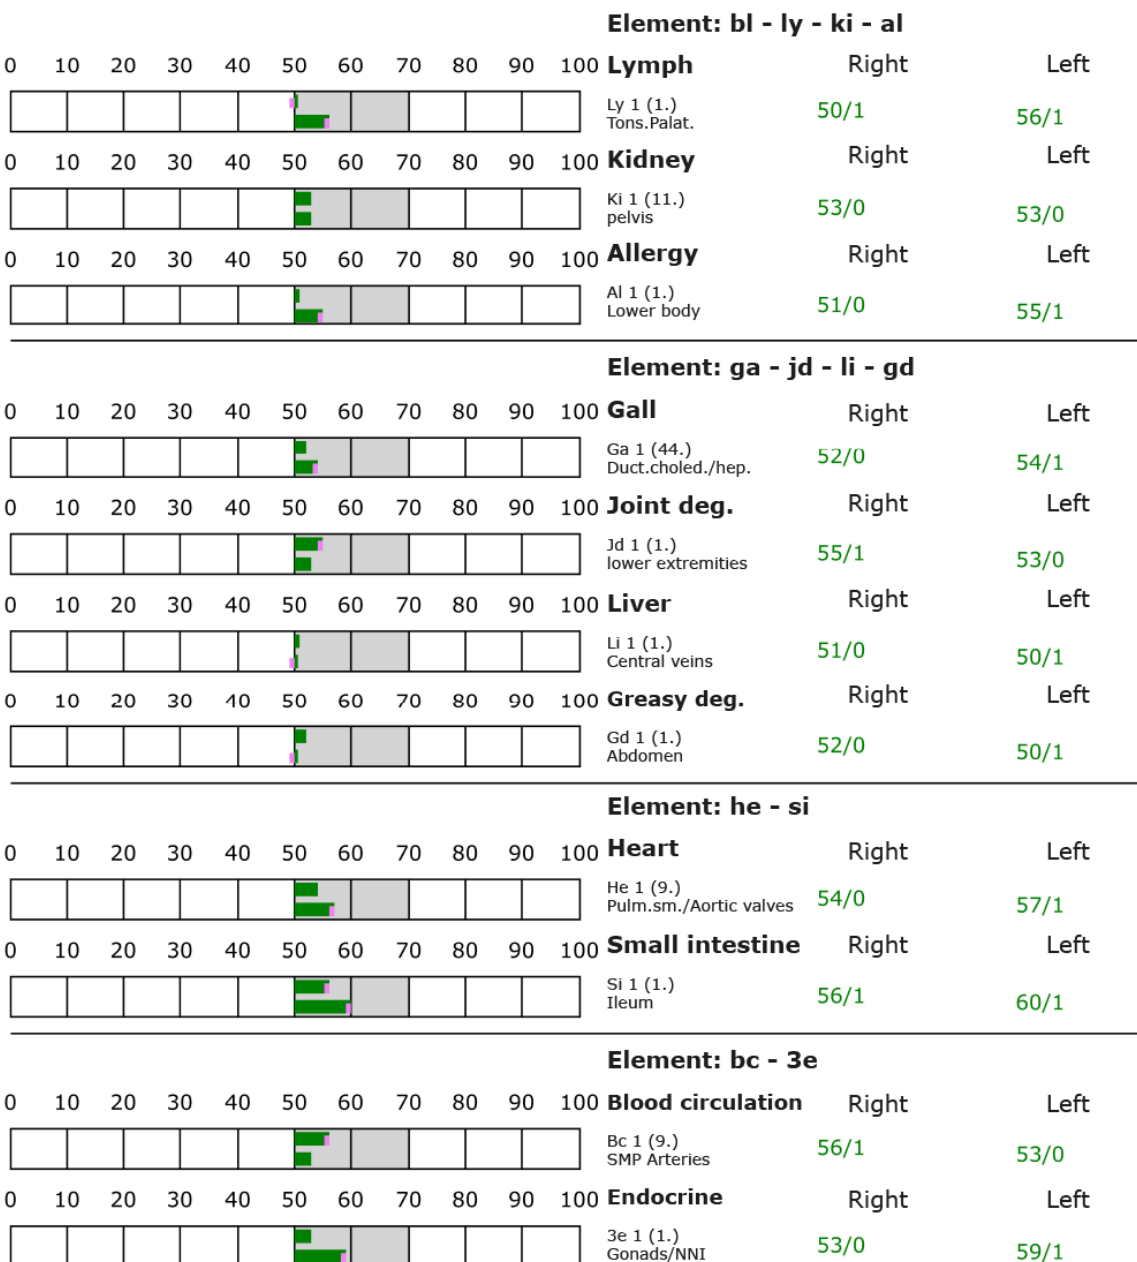 Element: bl - ly - ki - al
0 10 20 30 40 50 60 70 80 90 100 Lymph Right Left
Ly 1 (1.) 50/1 56/1
Tons.Palat.
0 10 20 30 40 50 60 70 80 90 100 Kidney Right Left
Ki 1 (11.) 53/0 53/0
pelvis
0 10 20 30 40 50 60 70 80 90 100 Allergy Right Left
Al 1 (1.) 51/0 55/1
Lower body
Element: ga - jd - li - gd
0 10 20 30 40 50 60 70 80 90 100 Gall Right Left
Ga 1 (44.) 52/0 54/1
Duct.choled./hep.
0 10 20 30 40 50 60 70 80 90 100 Joint deg. Right Left
Jd 1 (1.) 55/1 53/0
lower extremities
0 10 20 30 40 50 60 70 80 90 100 Liver Right Left
Li 1 (1.) 51/0 50/1
Central veins
0 10 20 30 40 50 60 70 80 90 100 Greasy deg. Right Left
Gd 1 (1.) 52/0 50/1
Abdomen
Element: he - si
0 10 20 30 40 50 60 70 80 90 100 Heart Right Left
He 1 (9.) 54/0 57/1
Pulm.sm./Aortic valves
0 10 20 30 40 50 60 70 80 90 100 Small intestine Right Left
Si 1 (1.) 56/1 60/1
Ileum
Element: bc - 3e
0 10 20 30 40 50 60 70 80 90 100 Blood circulation Right Left
Bc 1 (9.) 56/1 53/0
SMP Arteries
0 10 20 30 40 50 60 70 80 90 100 Endocrine Right Left
3e 1 (1.) 53/0 59/1
Gonads/NNI